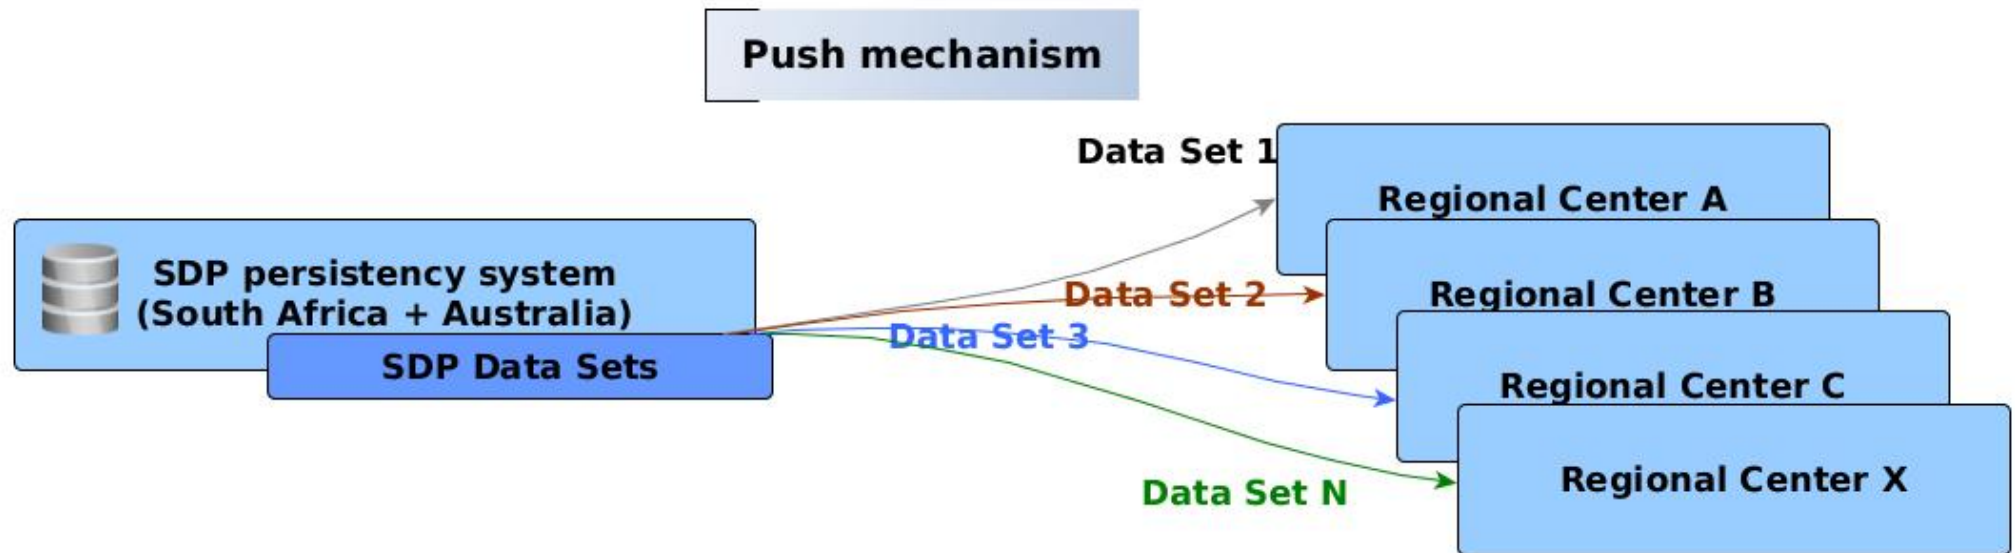 Push mechanism
Data Set 1
Regional Center A
SDP persistency system
(South Africa + Australia)
Data Set 2
Regional Center B
Data Set 3
SDP Data Sets
Regional Center C
Data Set N
Regional Center X